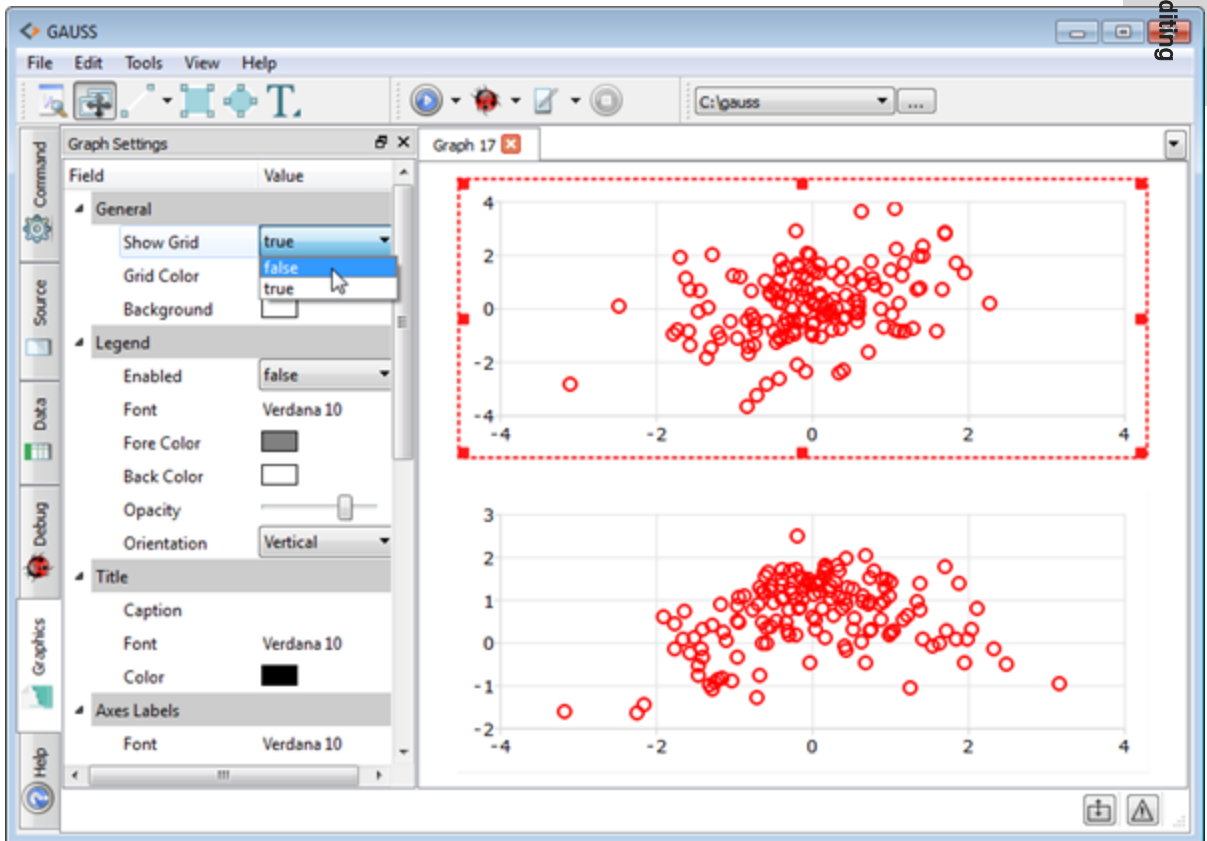 diting
GAUSS
File Edit Tools View Help
C:\gauss ...
Command
Source
Data
Debug
Graphics
Help
Graph Settings
Field Value
General
Show Grid true
false
true
Grid Color
Background
Legend
Enabled false
Font Verdana 10
Fore Color
Back Color
Opacity
Orientation Vertical
Title
Caption
Font Verdana 10
Color
Axes Labels
Font Verdana 10
Graph 17
4
2
0
-2
-4
-4 -2 0 2 4
3
2
1
0
-1
-2
-4 -2 0 2 4